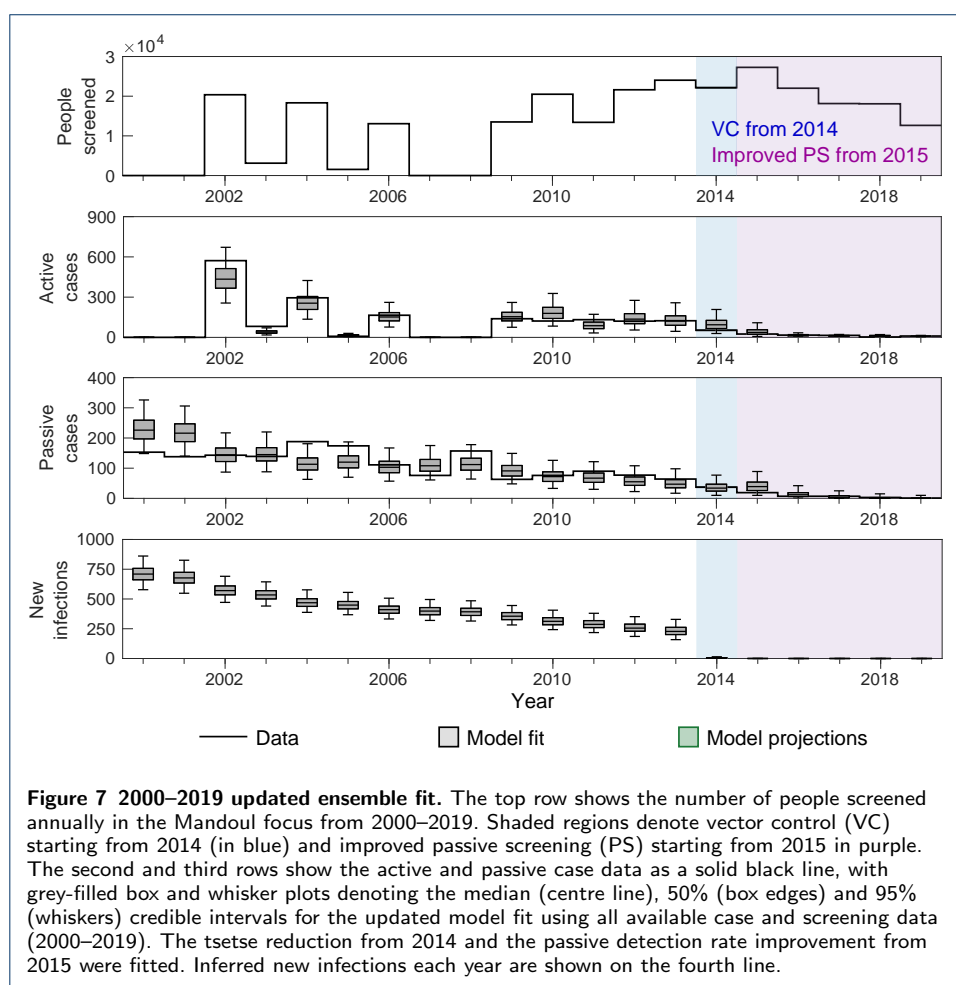 ×10⁴
3
2
1
0
People
screened
VC from 2014
Improved PS from 2015
2002 2006 2010 2014 2018
900
600
300
0
Active
cases
2002 2006 2010 2014 2018
400
300
200
100
0
Passive
cases
2002 2006 2010 2014 2018
1000
750
500
250
0
New
infections
2002 2006 2010 2014 2018
Year
Data Model fit Model projections
Figure 7 2000–2019 updated ensemble fit. The top row shows the number of people screened
annually in the Mandoul focus from 2000–2019. Shaded regions denote vector control (VC)
starting from 2014 (in blue) and improved passive screening (PS) starting from 2015 in purple.
The second and third rows show the active and passive case data as a solid black line, with
grey-filled box and whisker plots denoting the median (centre line), 50% (box edges) and 95%
(whiskers) credible intervals for the updated model fit using all available case and screening data
(2000–2019). The tsetse reduction from 2014 and the passive detection rate improvement from
2015 were fitted. Inferred new infections each year are shown on the fourth line.